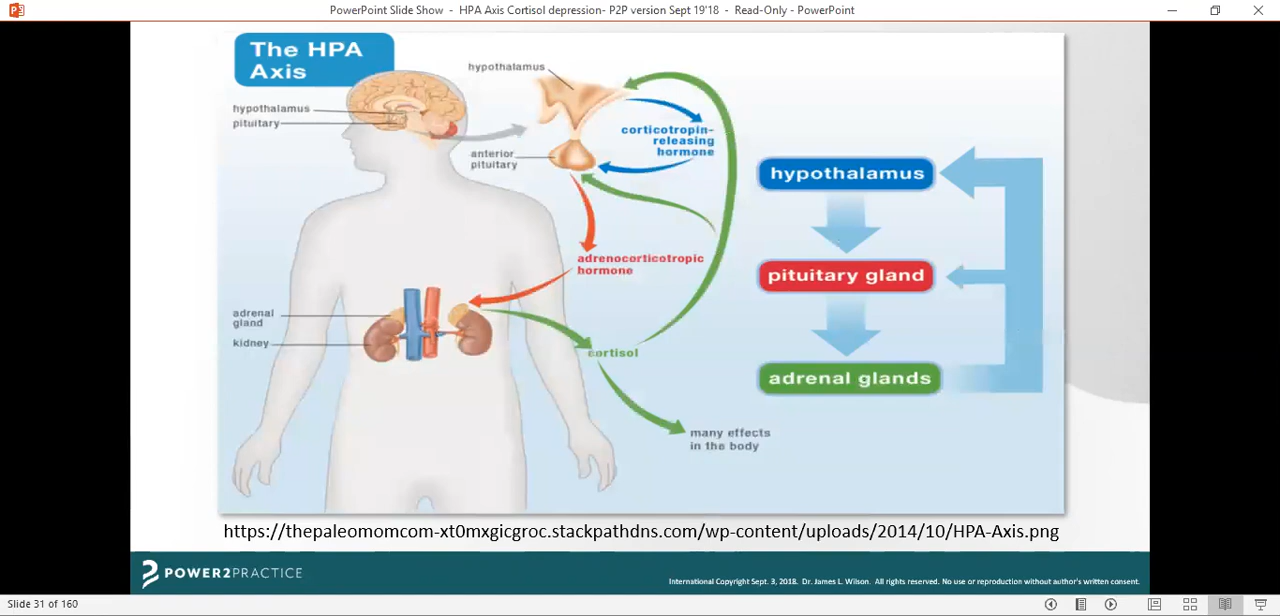 PowerPoint Slide Show - HPA Axis Cortisol depression- P2P version Sept 19'18 - Read-Only - PowerPoint
The HPA
Axis
hypothalamus
hypothalamus
pituitary
corticotropin-
releasing
hormone
anterior
pituitary
adrenocorticotropic
hormone
adrenal
gland
kidney
cortisol
many effects
in the body
hypothalamus
pituitary gland
adrenal glands
https://thepaleomomcom-xt0mxgicgroc.stackpathdns.com/wp-content/uploads/2014/10/HPA-Axis.png
POWER2PRACTICE
International Copyright Sept. 3, 2018. Dr. James L. Wilson. All rights reserved. No use or reproduction without author's written consent.
Slide 31 of 160